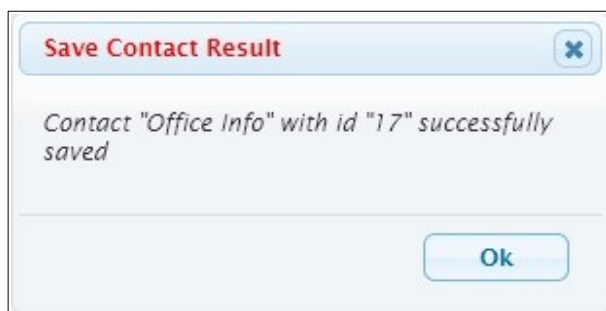 Save Contact Result
Contact "Office Info" with id "17" successfully
saved
Ok